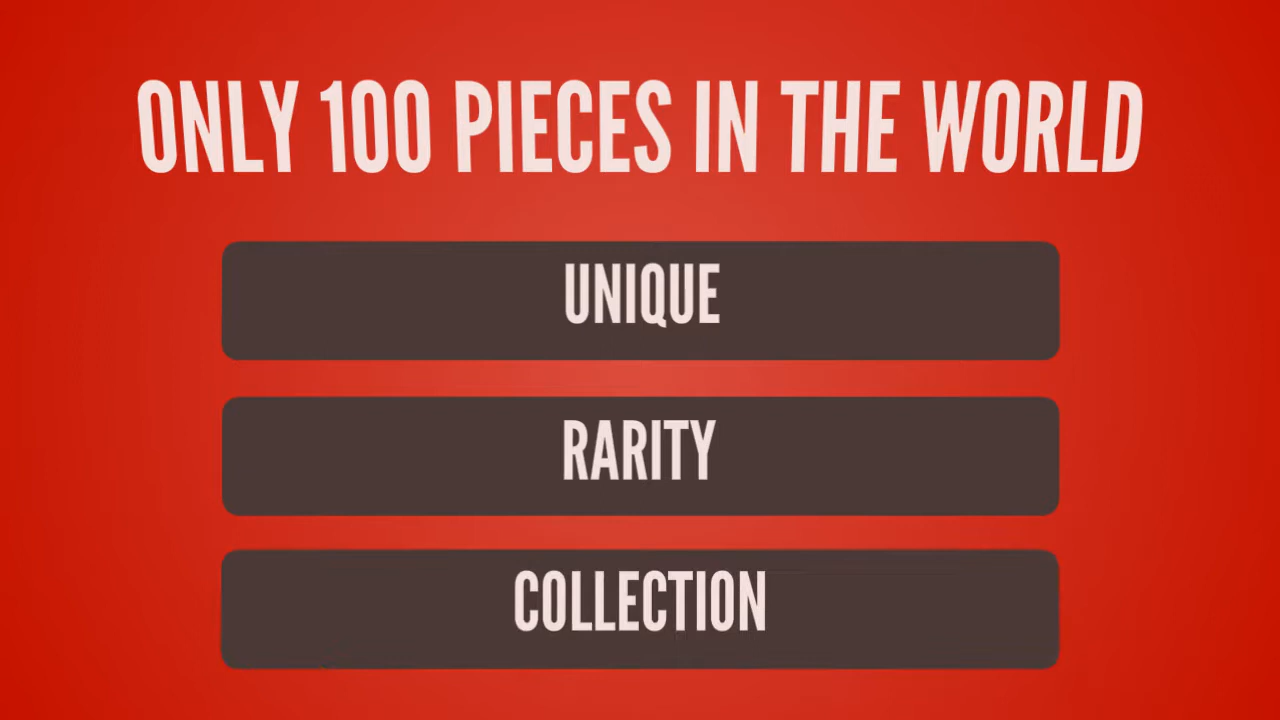 ONLY 100 PIECES IN THE WORLD
UNIQUE
RARITY
COLLECTION